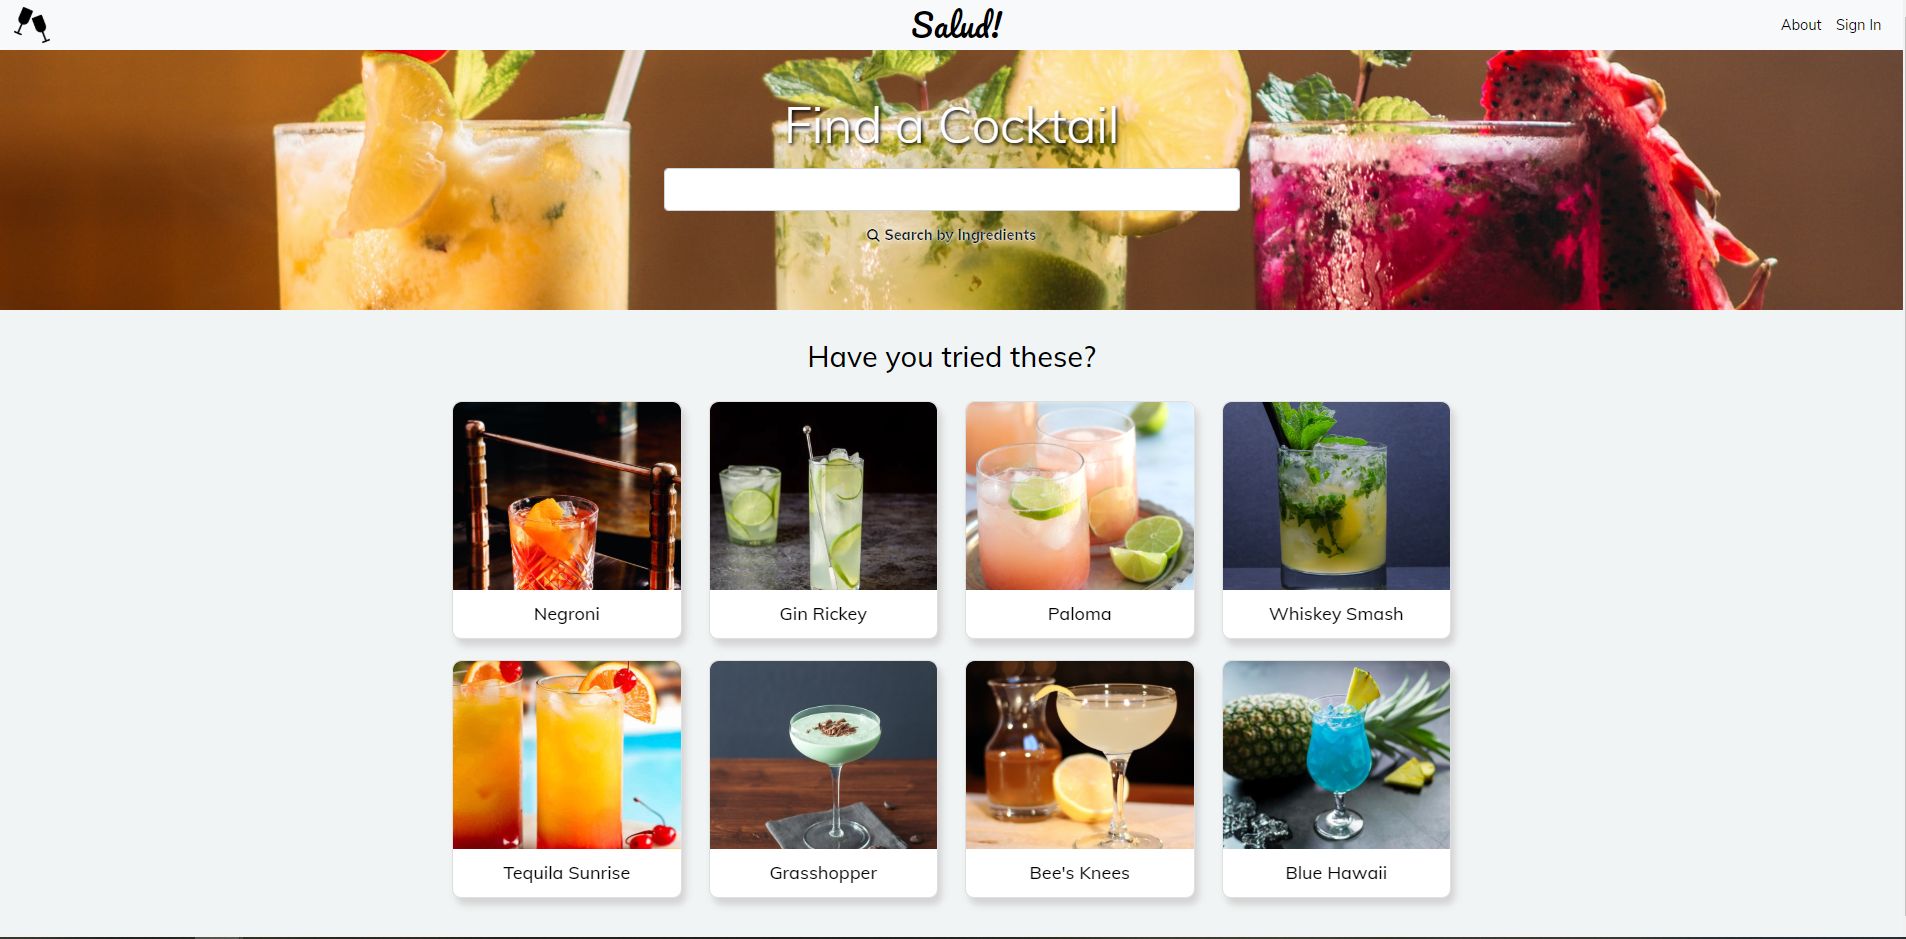 Salud!
About Sign In
Find a Cocktail
Search by Ingredients
Have you tried these?
Negroni
Gin Rickey
Paloma
Whiskey Smash
Tequila Sunrise
Grasshopper
Bee's Knees
Blue Hawaii